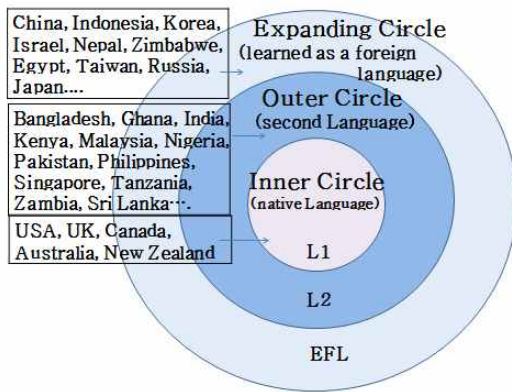 China, Indonesia, Korea,
Israel, Nepal, Zimbabwe,
Egypt, Taiwan, Russia,
Japan....
Expanding Circle
(learned as a foreign
language)
Bangladesh, Ghana, India,
Kenya, Malaysia, Nigeria,
Pakistan, Philippines,
Singapore, Tanzania,
Zambia, Sri Lanka···.
Outer Circle
(second Language)
USA, UK, Canada,
Australia, New Zealand
Inner Circle
(native Language)
L1
L2
EFL